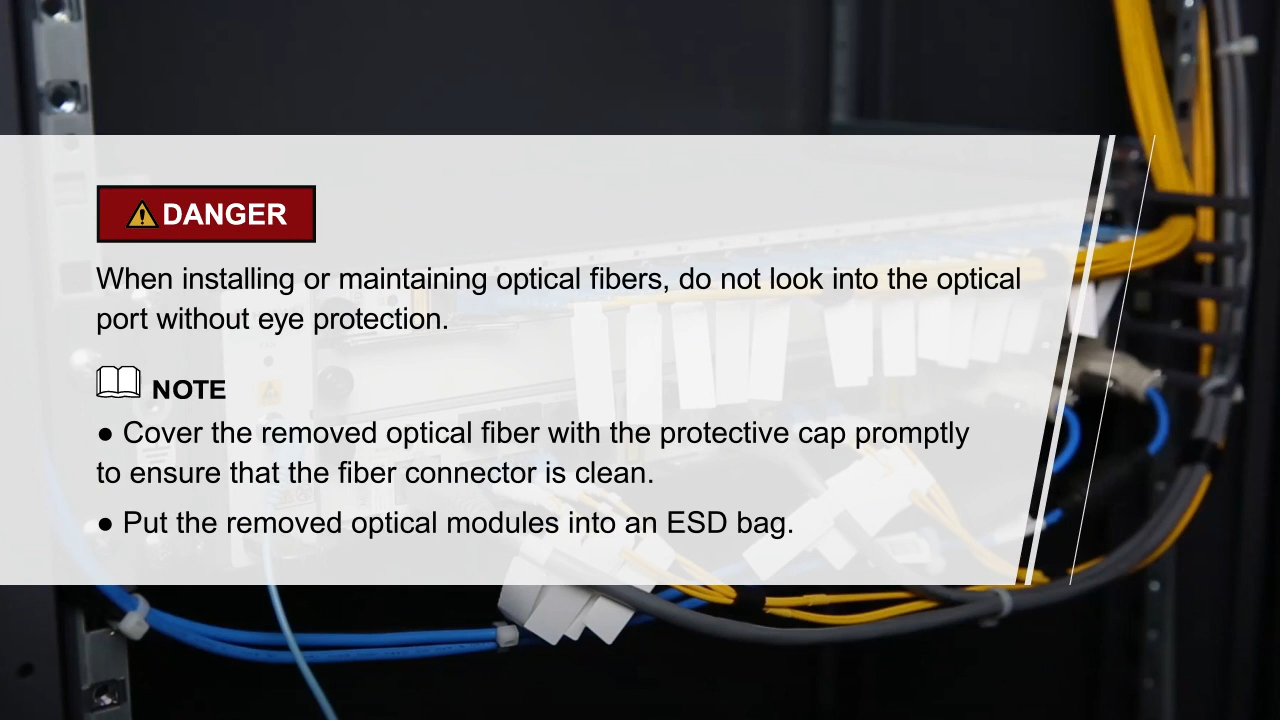 DANGER
When installing or maintaining optical fibers, do not look into the optical
port without eye protection.
NOTE
● Cover the removed optical fiber with the protective cap promptly
to ensure that the fiber connector is clean.
● Put the removed optical modules into an ESD bag.